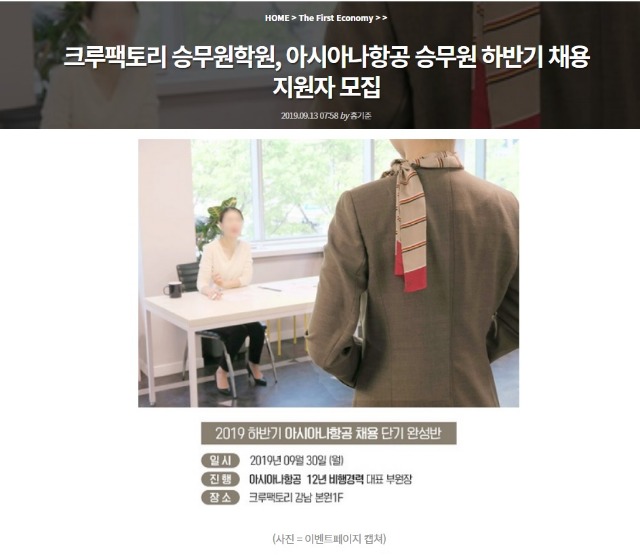 HOME > The First Economy > >
크루팩토리 승무원학원, 아시아나항공 승무원 하반기 채용
지원자 모집
2019.09.13 07:58 by 홍기준
2019 하반기 아시아나항공 채용 단기 완성반
일 시 2019년 09월 30일 (월)
진 행 아시아나항공 12년 비행경력 대표 부원장
장 소 크루팩토리 강남 본원1F
(사진 = 이벤트페이지 캡쳐)